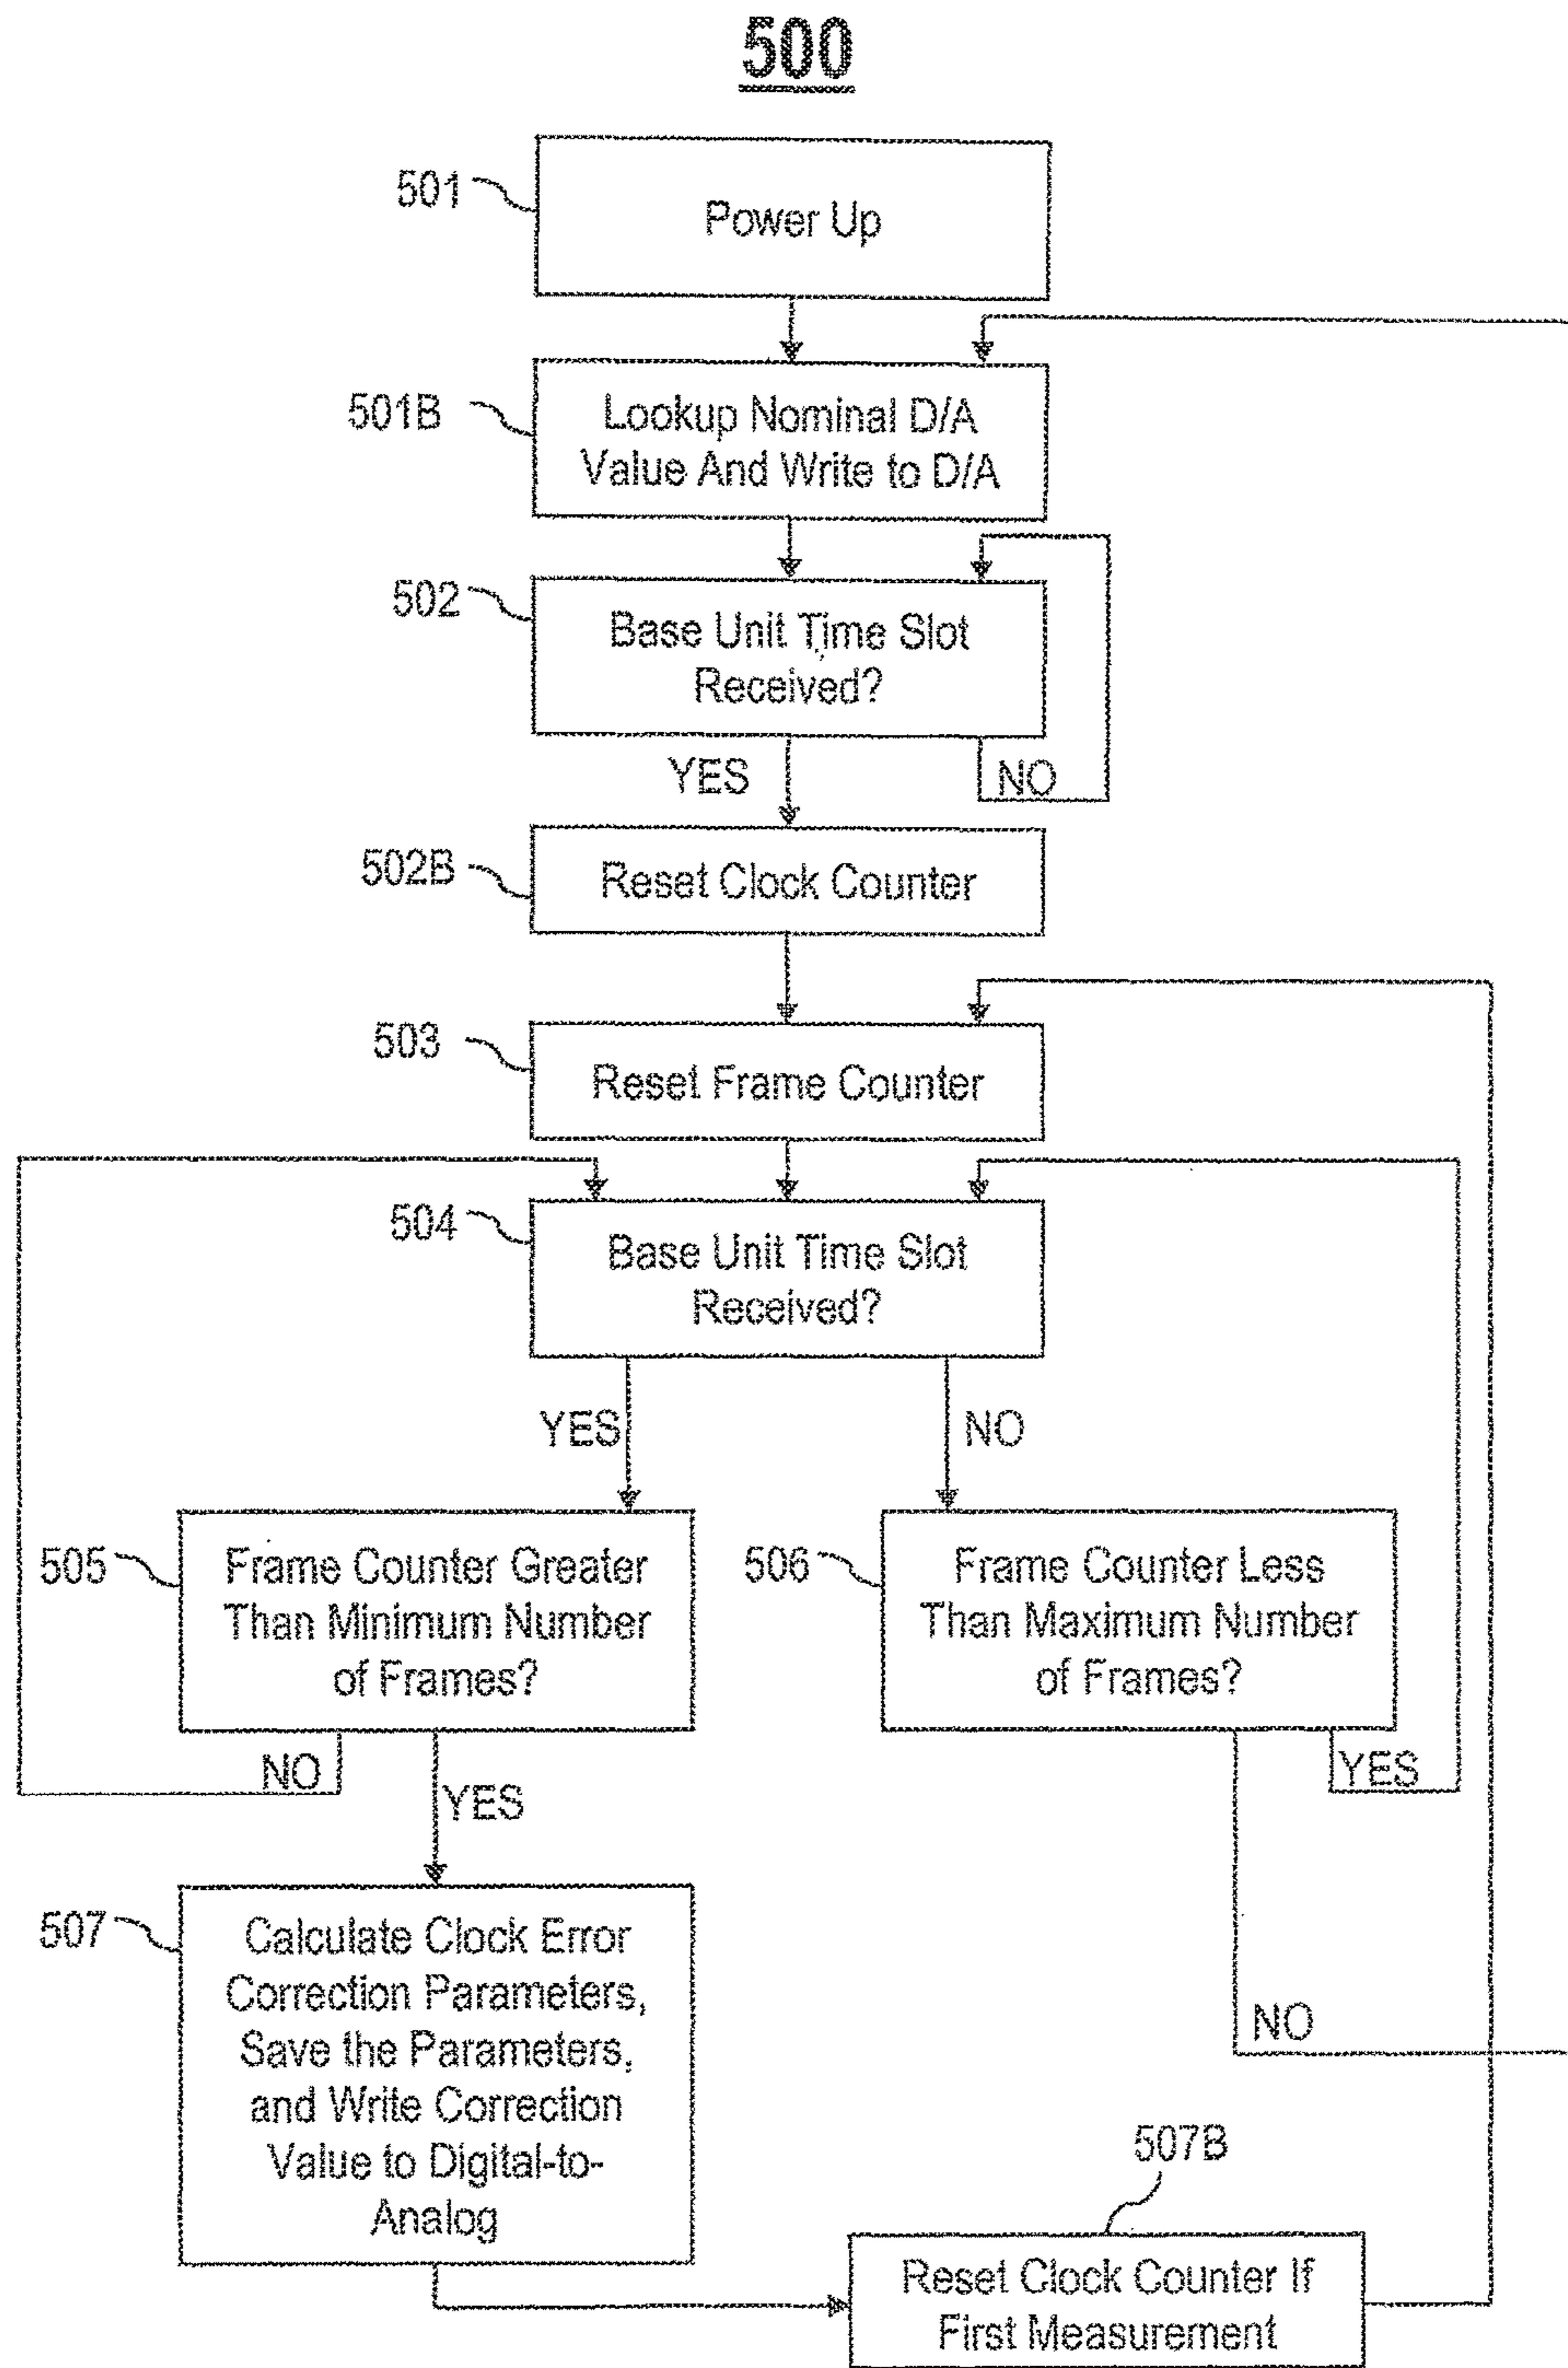 500
501
Power Up
501B
Lookup Nominal D/A
Value And Write to D/A
502
Base Unit Time Slot
Received?
YES
NO
502B
Reset Clock Counter
503
Reset Frame Counter
504
Base Unit Time Slot
Received?
YES
NO
505
Frame Counter Greater
Than Minimum Number
of Frames?
506
Frame Counter Less
Than Maximum Number
of Frames?
NO
YES
YES
507
Calculate Clock Error
Correction Parameters,
Save the Parameters,
and Write Correction
Value to Digital-to-
Analog
NO
507B
Reset Clock Counter If
First Measurement